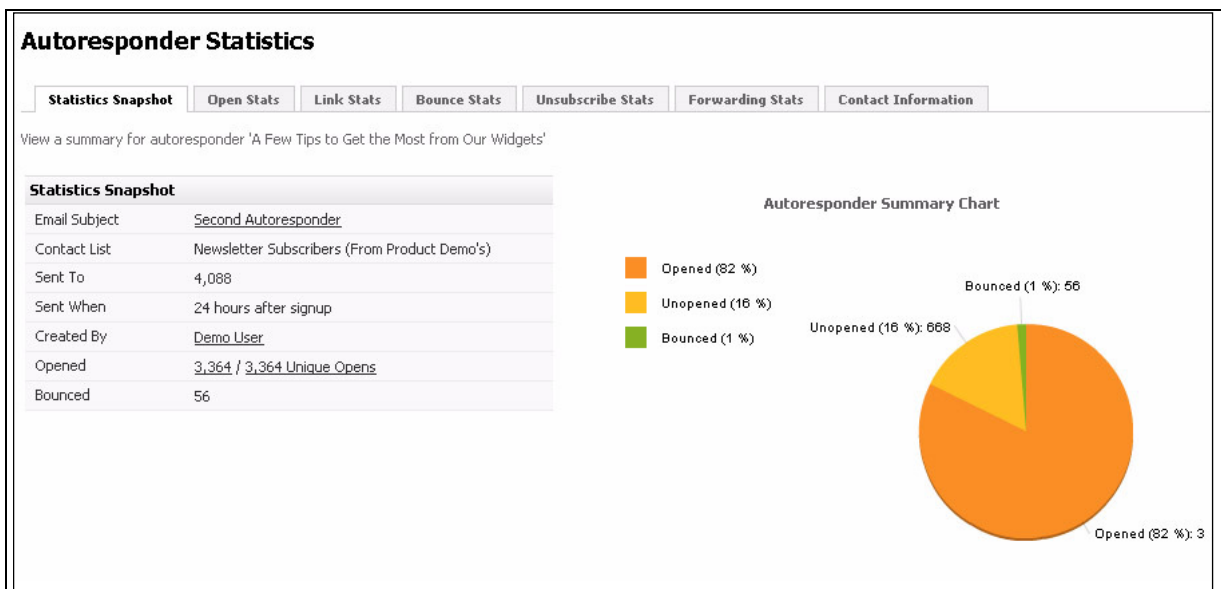 Autoresponder Statistics
Statistics Snapshot Open Stats Link Stats Bounce Stats Unsubscribe Stats Forwarding Stats Contact Information
View a summary for autoresponder 'A Few Tips to Get the Most from Our Widgets'
Statistics Snapshot
Email Subject Second Autoresponder
Contact List Newsletter Subscribers (From Product Demo's)
Sent To 4,088
Sent When 24 hours after signup
Created By Demo User
Opened 3,364 / 3,364 Unique Opens
Bounced 56
Autoresponder Summary Chart
Opened (82 %)
Unopened (16 %)
Bounced (1 %)
Bounced (1 %): 56
Unopened (16 %): 668
Opened (82 %): 3